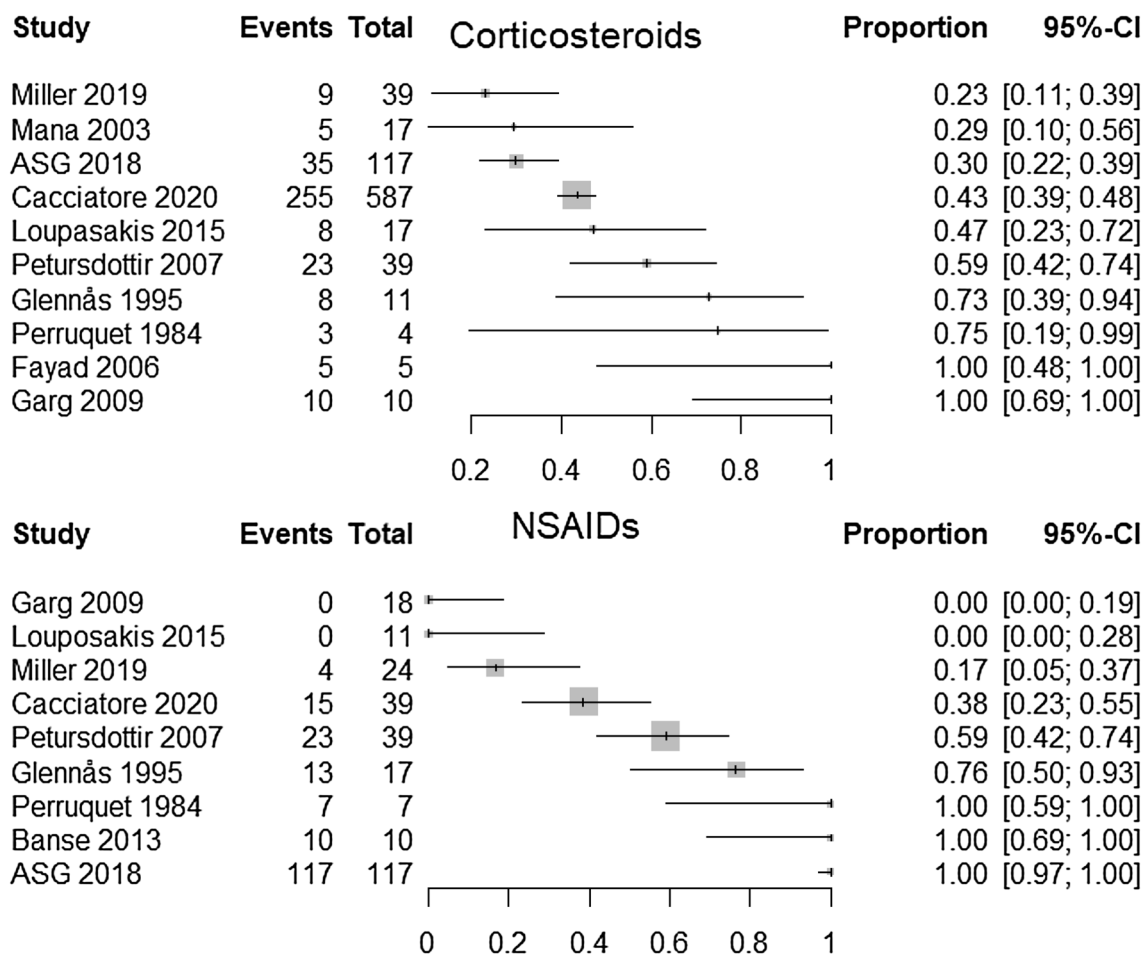 Study Events Total Corticosteroids Proportion 95%-CI
Miller 2019 9 39 0.23 [0.11; 0.39]
Mana 2003 5 17 0.29 [0.10; 0.56]
ASG 2018 35 117 0.30 [0.22; 0.39]
Cacciatore 2020 255 587 0.43 [0.39; 0.48]
Loupasakis 2015 8 17 0.47 [0.23; 0.72]
Petursdottir 2007 23 39 0.59 [0.42; 0.74]
Glennås 1995 8 11 0.73 [0.39; 0.94]
Perruquet 1984 3 4 0.75 [0.19; 0.99]
Fayad 2006 5 5 1.00 [0.48; 1.00]
Garg 2009 10 10 1.00 [0.69; 1.00]
0.2 0.4 0.6 0.8 1
Study Events Total NSAIDs Proportion 95%-CI
Garg 2009 0 18 0.00 [0.00; 0.19]
Louposakis 2015 0 11 0.00 [0.00; 0.28]
Miller 2019 4 24 0.17 [0.05; 0.37]
Cacciatore 2020 15 39 0.38 [0.23; 0.55]
Petursdottir 2007 23 39 0.59 [0.42; 0.74]
Glennås 1995 13 17 0.76 [0.50; 0.93]
Perruquet 1984 7 7 1.00 [0.59; 1.00]
Banse 2013 10 10 1.00 [0.69; 1.00]
ASG 2018 117 117 1.00 [0.97; 1.00]
0 0.2 0.4 0.6 0.8 1